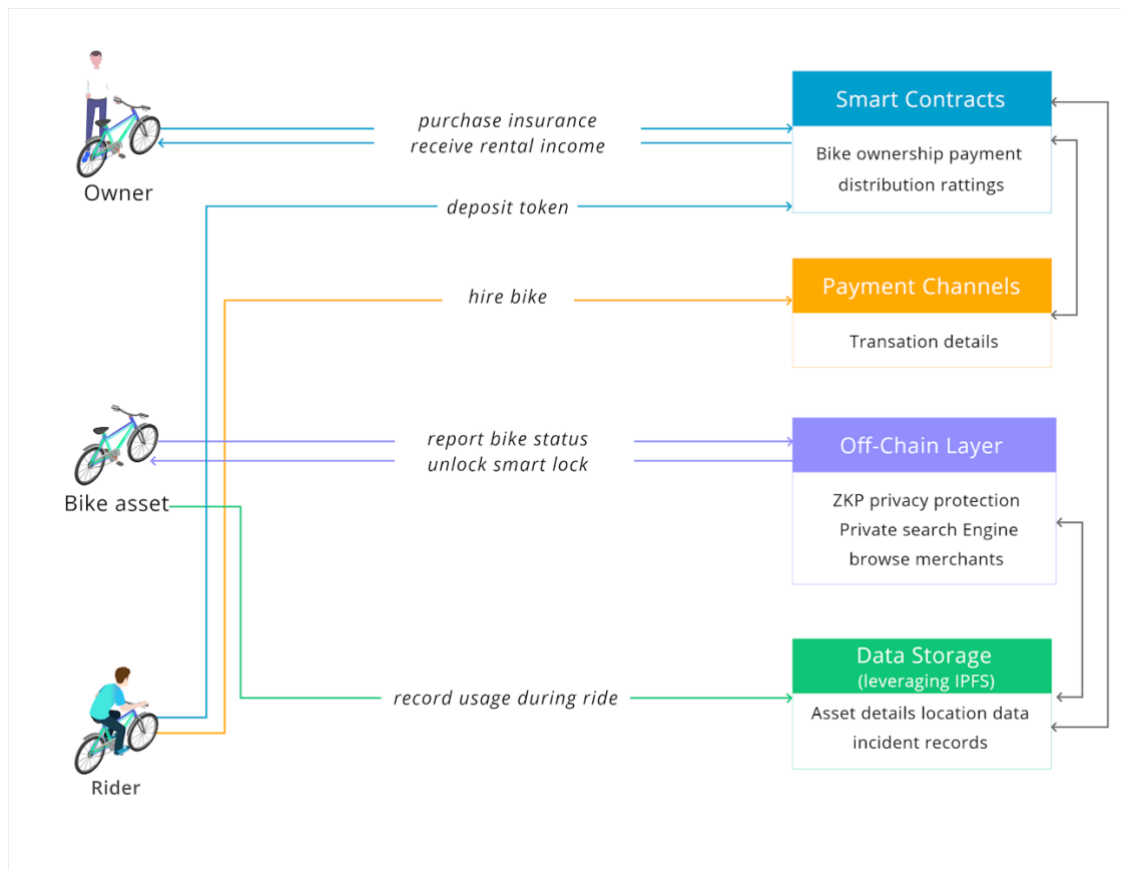 purchase insurance
receive rental income
Owner
deposit token
Smart Contracts
Bike ownership payment
distribution rattings
hire bike
Payment Channels
Transation details
Bike asset
report bike status
unlock smart lock
Off-Chain Layer
ZKP privacy protection
Private search Engine
browse merchants
record usage during ride
Data Storage
(leveraging IPFS)
Asset details location data
incident records
Rider